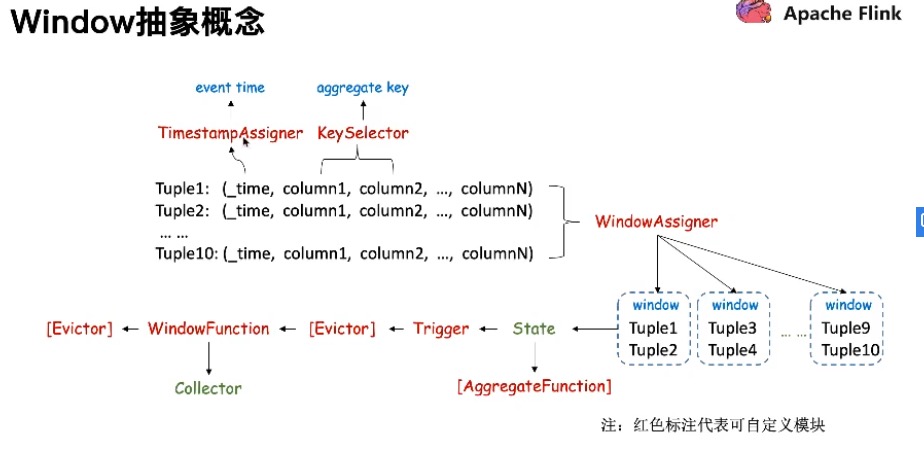 Window抽象概念
Apache Flink
event time
aggregate key
TimestampAssigner
KeySelector
Tuple1: (_time, column1, column2, ..., columnN)
Tuple2: (_time, column1, column2, ..., columnN)
... ...
Tuple10: (_time, column1, column2, ..., columnN)
WindowAssigner
window
Tuple1
Tuple2
window
Tuple3
Tuple4
... ...
window
Tuple9
Tuple10
[Evictor]
WindowFunction
[Evictor]
Trigger
State
Collector
[AggregateFunction]
注：红色标注代表可自定义模块